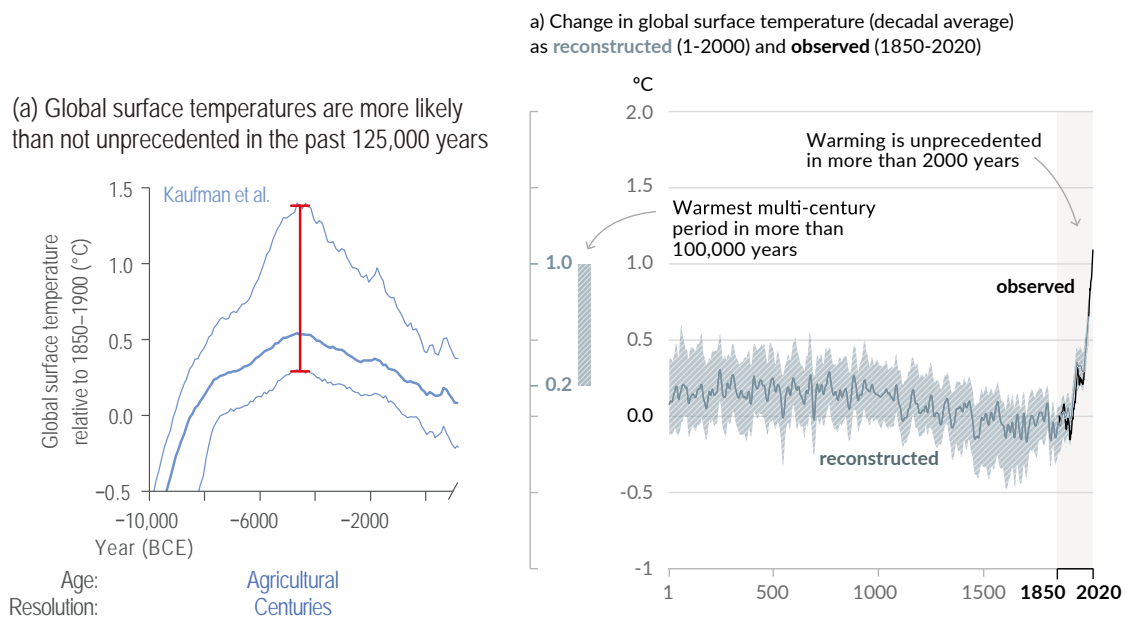 (a) Global surface temperatures are more likely
than not unprecedented in the past 125,000 years
Kaufman et al.
Global surface temperature
relative to 1850–1900 (°C)
1.5
1.0
0.5
0.0
−0.5
−10,000
−6000
−2000
Year (BCE)
Age:
Agricultural
Resolution:
Centuries
a) Change in global surface temperature (decadal average)
as reconstructed (1-2000) and observed (1850-2020)
ºC
2.0
1.5
1.0
0.5
0.0
-0.5
-1
Warming is unprecedented
in more than 2000 years
Warmest multi-century
period in more than
100,000 years
1.0
0.2
observed
reconstructed
1
500
1000
1500
1850
2020